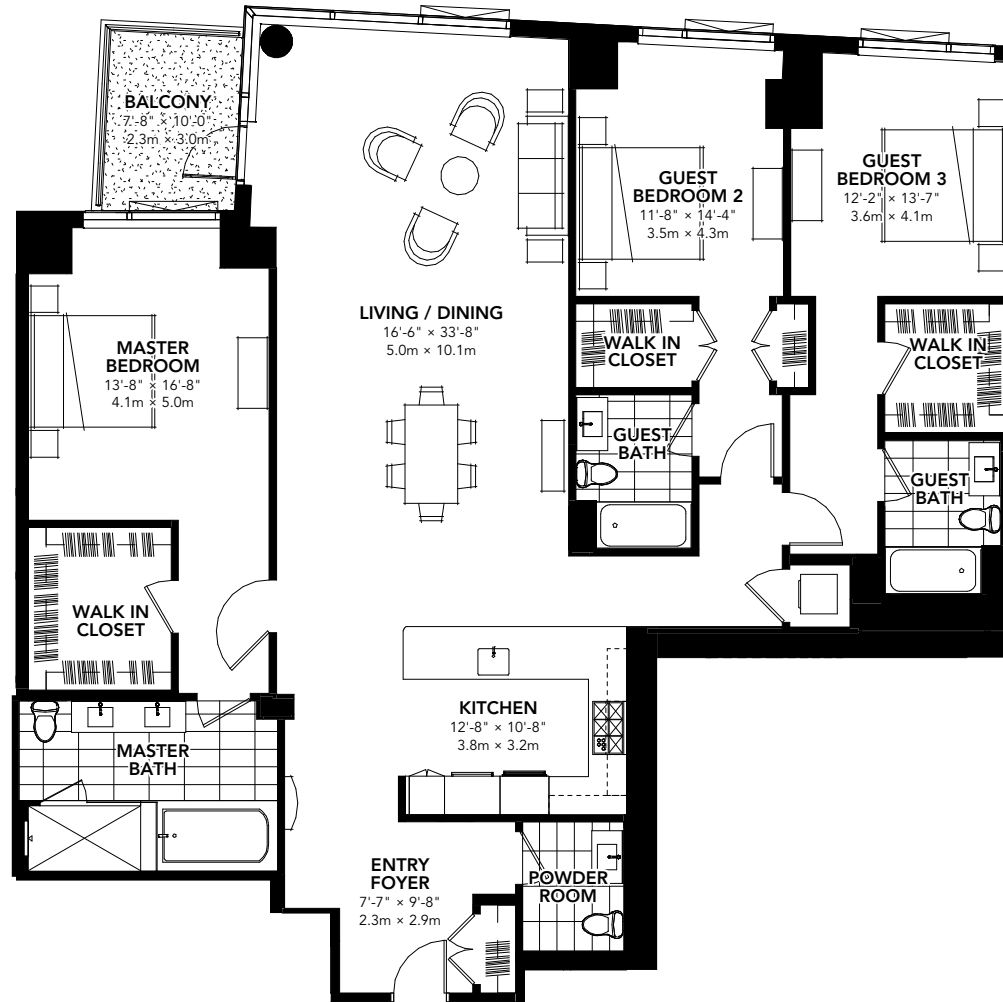 BALCONY
7'-8" × 10'-0"
2.3m × 3.0m
GUEST
BEDROOM 2
11'-8" × 14'-4"
3.5m × 4.3m
GUEST
BEDROOM 3
12'-2" × 13'-7"
3.6m × 4.1m
LIVING / DINING
16'-6" × 33'-8"
5.0m × 10.1m
MASTER
BEDROOM
13'-8" × 16'-8"
4.1m × 5.0m
WALK IN
CLOSET
WALK IN
CLOSET
GUEST
BATH
GUEST
BATH
WALK IN
CLOSET
KITCHEN
12'-8" × 10'-8"
3.8m × 3.2m
MASTER
BATH
ENTRY
FOYER
7'-7" × 9'-8"
2.3m × 2.9m
POWDER
ROOM